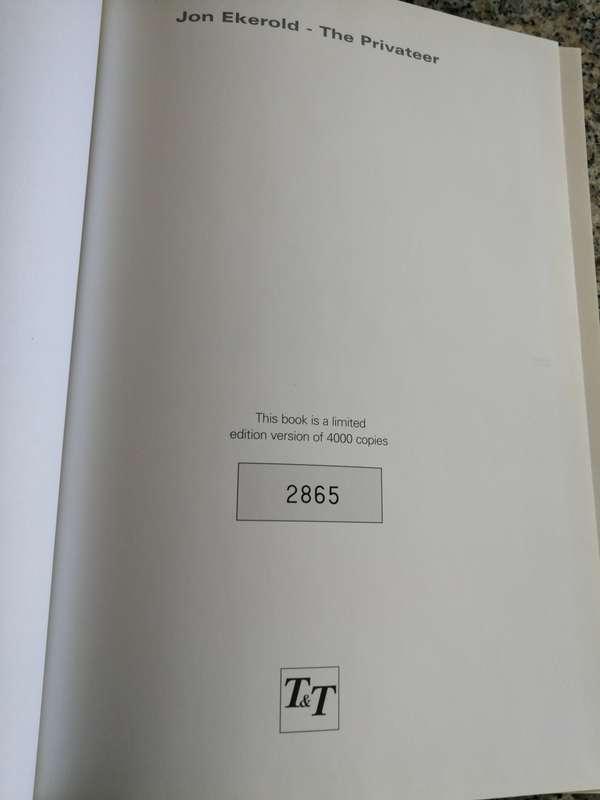 Jon Ekerold - The Privateer
This book is a limited
edition version of 4000 copies
2865
T&T